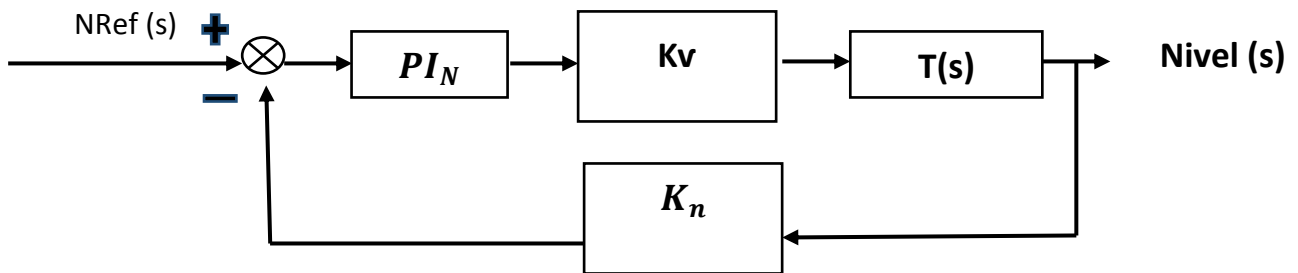 NRef (s)
+
−
PI_N
Kv
T(s)
Nivel (s)
K_n